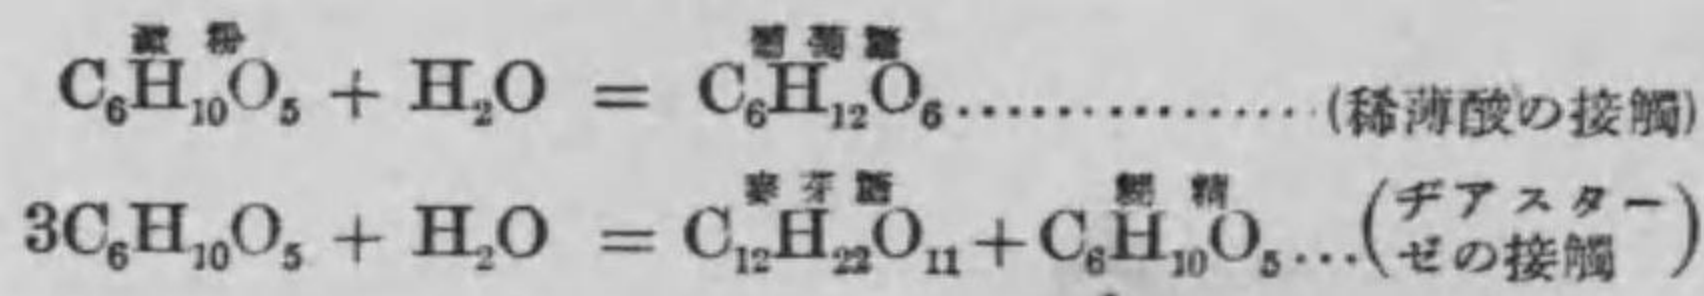 澱粉 葡萄糖
C₆H₁₀O₅ + H₂O = C₆H₁₂O₆……………(稀薄酸の接觸)
麥芽糖 糊精
3C₆H₁₀O₅ + H₂O = C₁₂H₂₂O₁₁ + C₆H₁₀O₅…(ヂアスター
ゼの接觸)